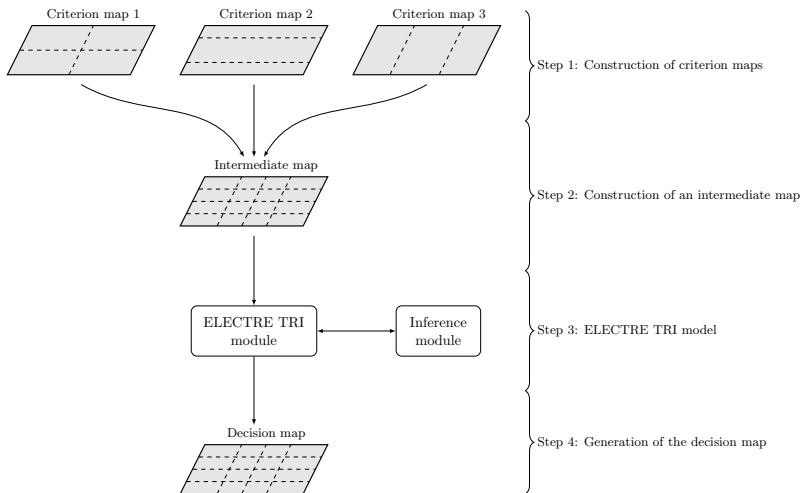 Criterion map 1
Criterion map 2
Criterion map 3
Step 1: Construction of criterion maps
Intermediate map
Step 2: Construction of an intermediate map
ELECTRE TRI
module
Inference
module
Step 3: ELECTRE TRI model
Decision map
Step 4: Generation of the decision map